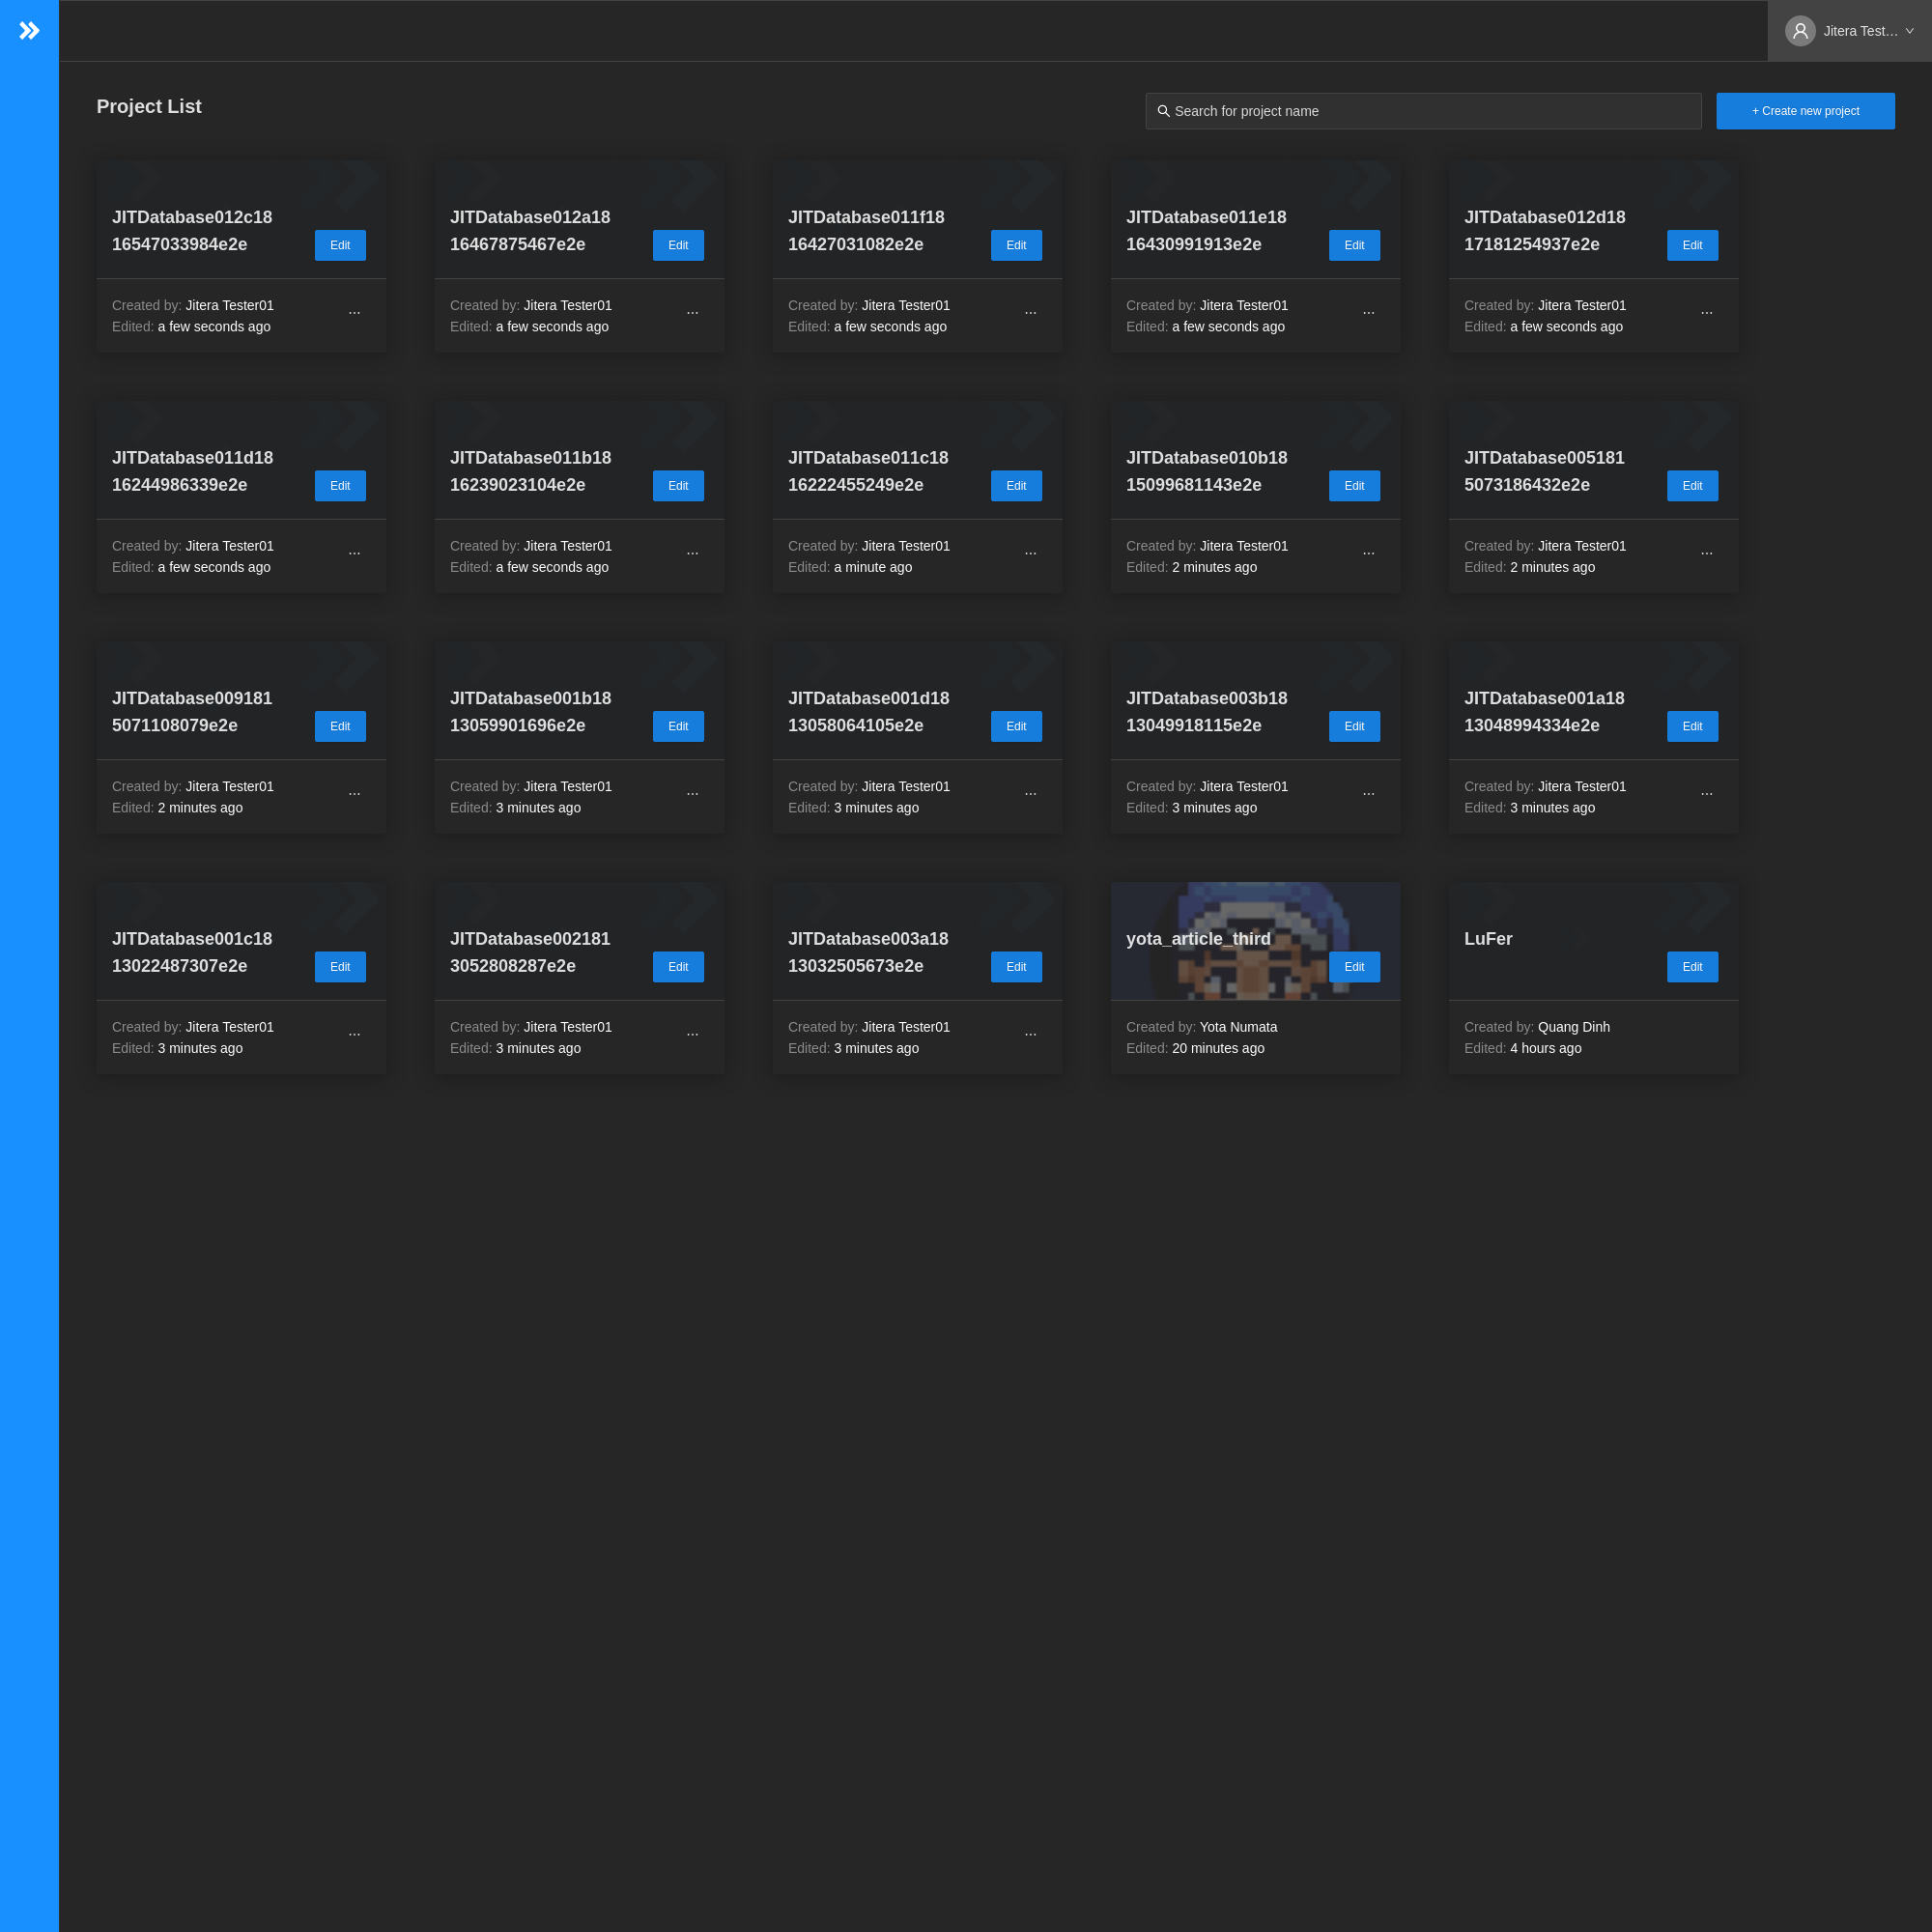 Jitera Test…
Project List
Search for project name
+ Create new project
JITDatabase012c18
16547033984e2e
Edit
Created by: Jitera Tester01
...
Edited: a few seconds ago
JITDatabase012a18
16467875467e2e
Edit
Created by: Jitera Tester01
...
Edited: a few seconds ago
JITDatabase011f18
16427031082e2e
Edit
Created by: Jitera Tester01
...
Edited: a few seconds ago
JITDatabase011e18
16430991913e2e
Edit
Created by: Jitera Tester01
...
Edited: a few seconds ago
JITDatabase012d18
17181254937e2e
Edit
Created by: Jitera Tester01
...
Edited: a few seconds ago
JITDatabase011d18
16244986339e2e
Edit
Created by: Jitera Tester01
...
Edited: a few seconds ago
JITDatabase011b18
16239023104e2e
Edit
Created by: Jitera Tester01
...
Edited: a few seconds ago
JITDatabase011c18
16222455249e2e
Edit
Created by: Jitera Tester01
...
Edited: a minute ago
JITDatabase010b18
15099681143e2e
Edit
Created by: Jitera Tester01
...
Edited: 2 minutes ago
JITDatabase005181
5073186432e2e
Edit
Created by: Jitera Tester01
...
Edited: 2 minutes ago
JITDatabase009181
5071108079e2e
Edit
Created by: Jitera Tester01
...
Edited: 2 minutes ago
JITDatabase001b18
13059901696e2e
Edit
Created by: Jitera Tester01
...
Edited: 3 minutes ago
JITDatabase001d18
13058064105e2e
Edit
Created by: Jitera Tester01
...
Edited: 3 minutes ago
JITDatabase003b18
13049918115e2e
Edit
Created by: Jitera Tester01
...
Edited: 3 minutes ago
JITDatabase001a18
13048994334e2e
Edit
Created by: Jitera Tester01
...
Edited: 3 minutes ago
JITDatabase001c18
13022487307e2e
Edit
Created by: Jitera Tester01
...
Edited: 3 minutes ago
JITDatabase002181
3052808287e2e
Edit
Created by: Jitera Tester01
...
Edited: 3 minutes ago
JITDatabase003a18
13032505673e2e
Edit
Created by: Jitera Tester01
...
Edited: 3 minutes ago
yota_article_third
Edit
Created by: Yota Numata
Edited: 20 minutes ago
LuFer
Edit
Created by: Quang Dinh
Edited: 4 hours ago